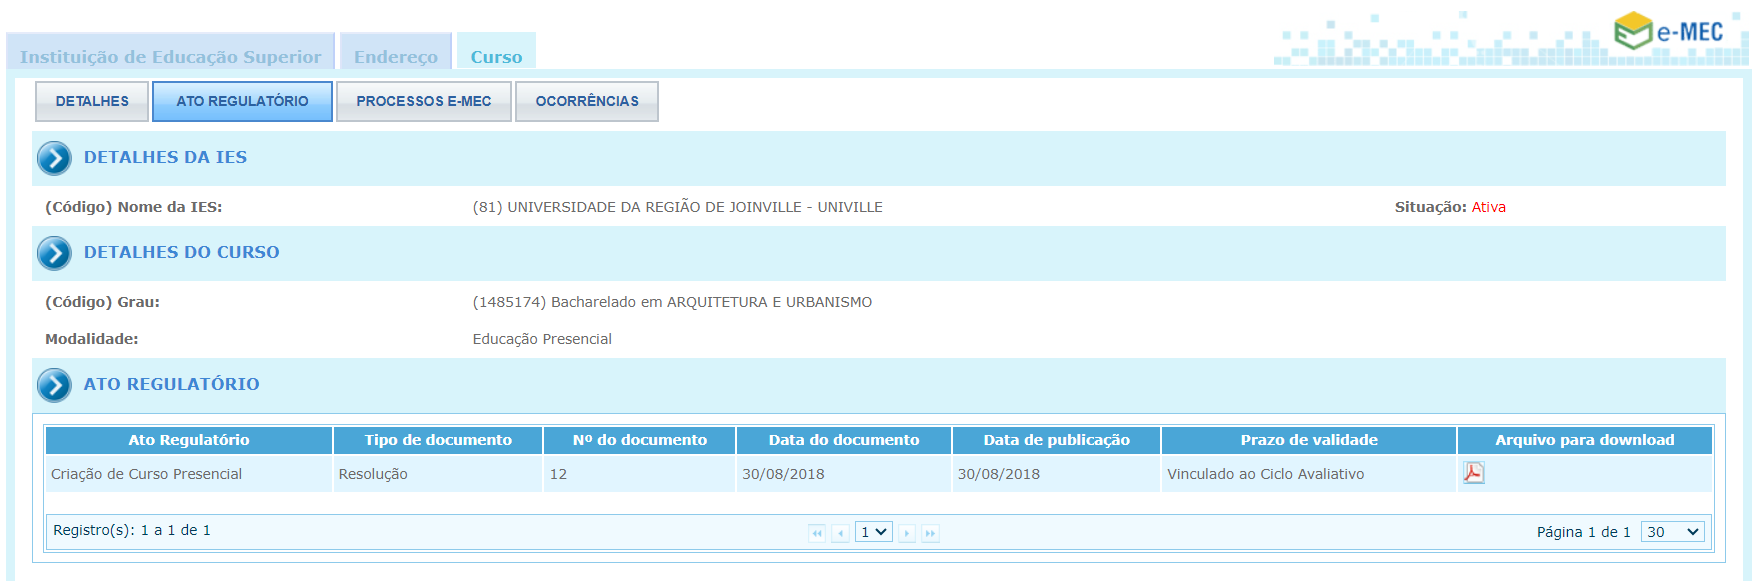 e-MEC
Instituição de Educação Superior Endereço Curso
DETALHES ATO REGULATÓRIO PROCESSOS E-MEC OCORRÊNCIAS
DETALHES DA IES
(Código) Nome da IES: (81) UNIVERSIDADE DA REGIÃO DE JOINVILLE - UNIVILLE Situação: Ativa
DETALHES DO CURSO
(Código) Grau: (1485174) Bacharelado em ARQUITETURA E URBANISMO
Modalidade: Educação Presencial
ATO REGULATÓRIO
Ato Regulatório Tipo de documento Nº do documento Data do documento Data de publicação Prazo de validade Arquivo para download
Criação de Curso Presencial Resolução 12 30/08/2018 30/08/2018 Vinculado ao Ciclo Avaliativo
Registro(s): 1 a 1 de 1 1 Página 1 de 1 30